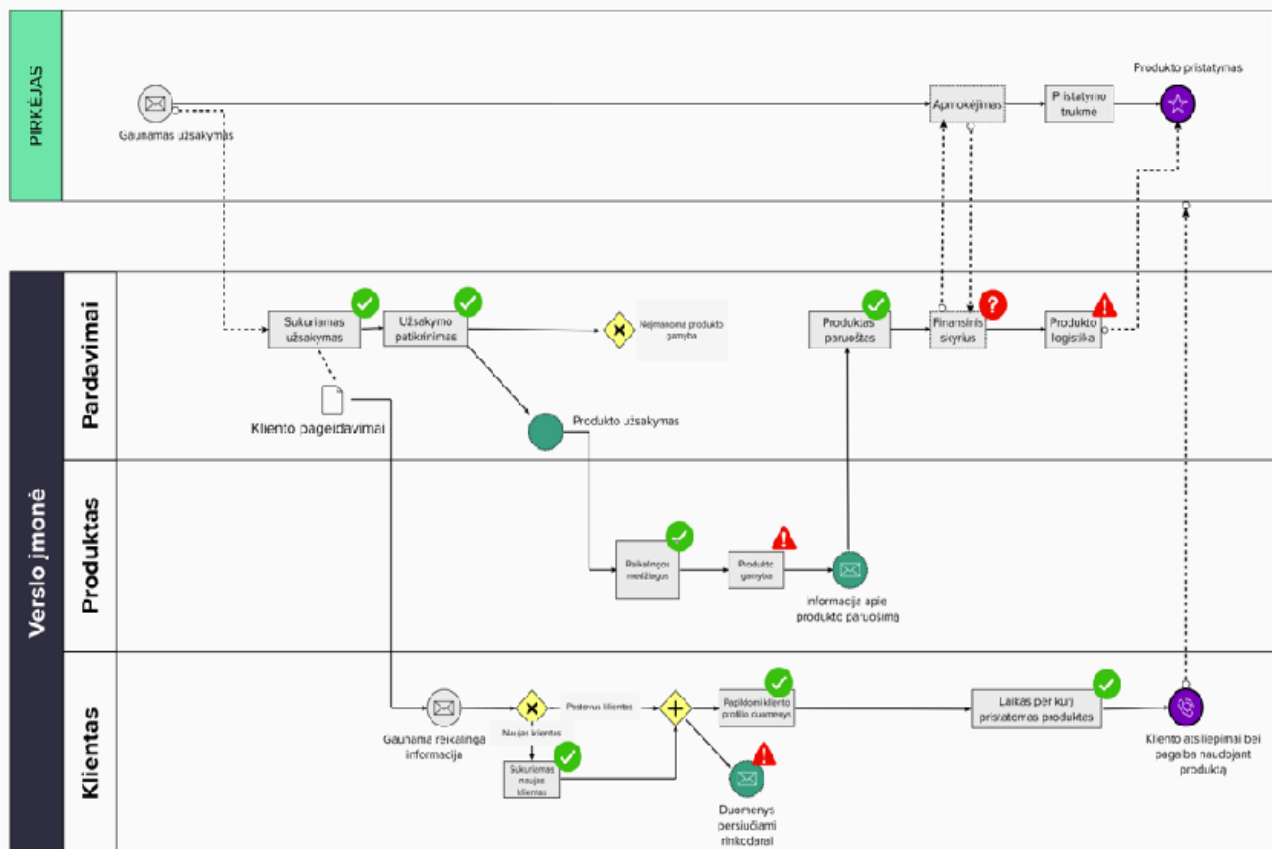 PIRKĖJAS
Gaunamas užsakymas
Apmokėjimas
Pristatymo
trukmė
Produkto pristatymas
Verslo įmonė
Pardavimai
Sukuriamas
užsakymas
Užsakymo
patikrinimas
Neįmanoma produkto
gamyba
Kliento pageidavimai
Produkto užsakymas
Produktas
paruoštas
Finansinis
skyrius
Produkto
logistika
Produktas
Reikalingos
medžiagos
Produkto
gamyba
informacija apie
produkto paruošimą
Klientas
Gaunama reikalinga
informacija
Pastovus klientas
Naujas klientas
Sukuriamas
naujas
klientas
Papildomi kliento
profilio duomenys
Duomenys
persiučiami
rinkodarai
Laikas per kurį
pristatomas produktas
Kliento atsiliepimai bei
pagalba naudojant
produktą